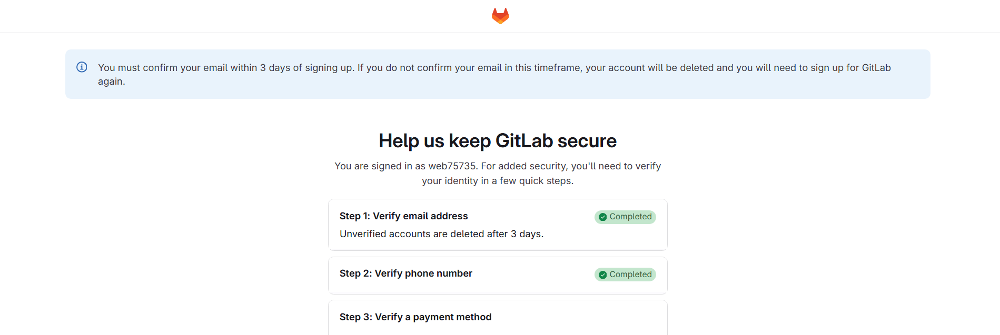 You must confirm your email within 3 days of signing up. If you do not confirm your email in this timeframe, your account will be deleted and you will need to sign up for GitLab
again.
Help us keep GitLab secure
You are signed in as web75735. For added security, you'll need to verify
your identity in a few quick steps.
Step 1: Verify email address
Completed
Unverified accounts are deleted after 3 days.
Step 2: Verify phone number
Completed
Step 3: Verify a payment method